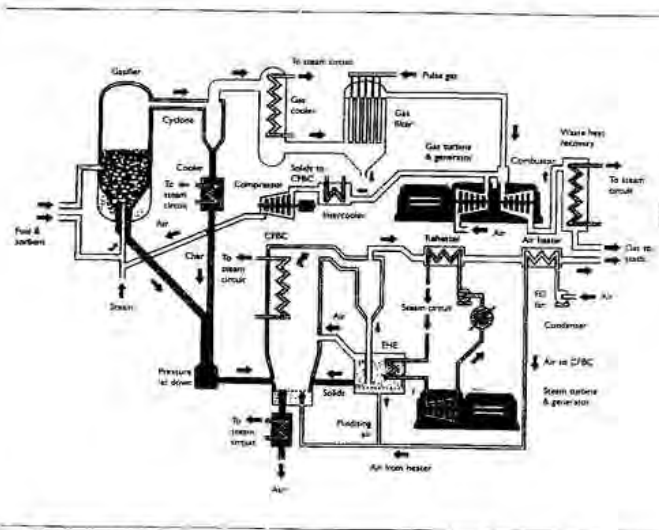 Gasifier
To steam circuit
Pulse gas
Cyclone
Gas
cooler
Gas
filter
Waste heat
recovery
Gas turbine
& generator
Combustor
Cooler
Solids to
CFBC
To
steam
circuit
Compressor
To
steam
circuit
Intercooler
Fuel &
sorbent
Air
Air
Gas to
stack
CFBC
Reheater
Air heater
Char
To
steam
circuit
FD
fan
Air
Steam
Steam circuit
Air
Condenser
EHE
Air to CFBC
Pressure
let down
Solids
Steam turbine
& generator
To
steam
circuit
Fluidizing
air
Air from heater